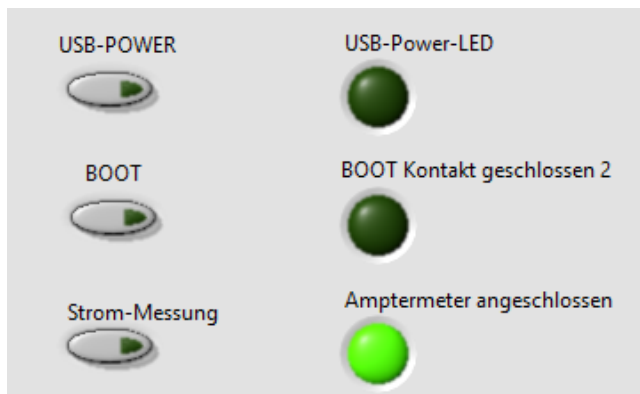 USB-POWER
USB-Power-LED
BOOT
BOOT Kontakt geschlossen 2
Strom-Messung
Amptermeter angeschlossen